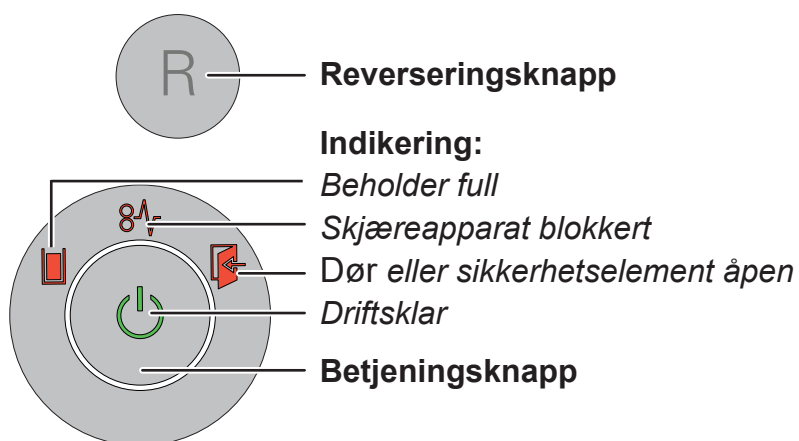 R
Reverseringsknapp
Indikering:
Beholder full
Skjæreapparat blokkert
Dør eller sikkerhetselement åpen
Driftsklar
Betjeningsknapp